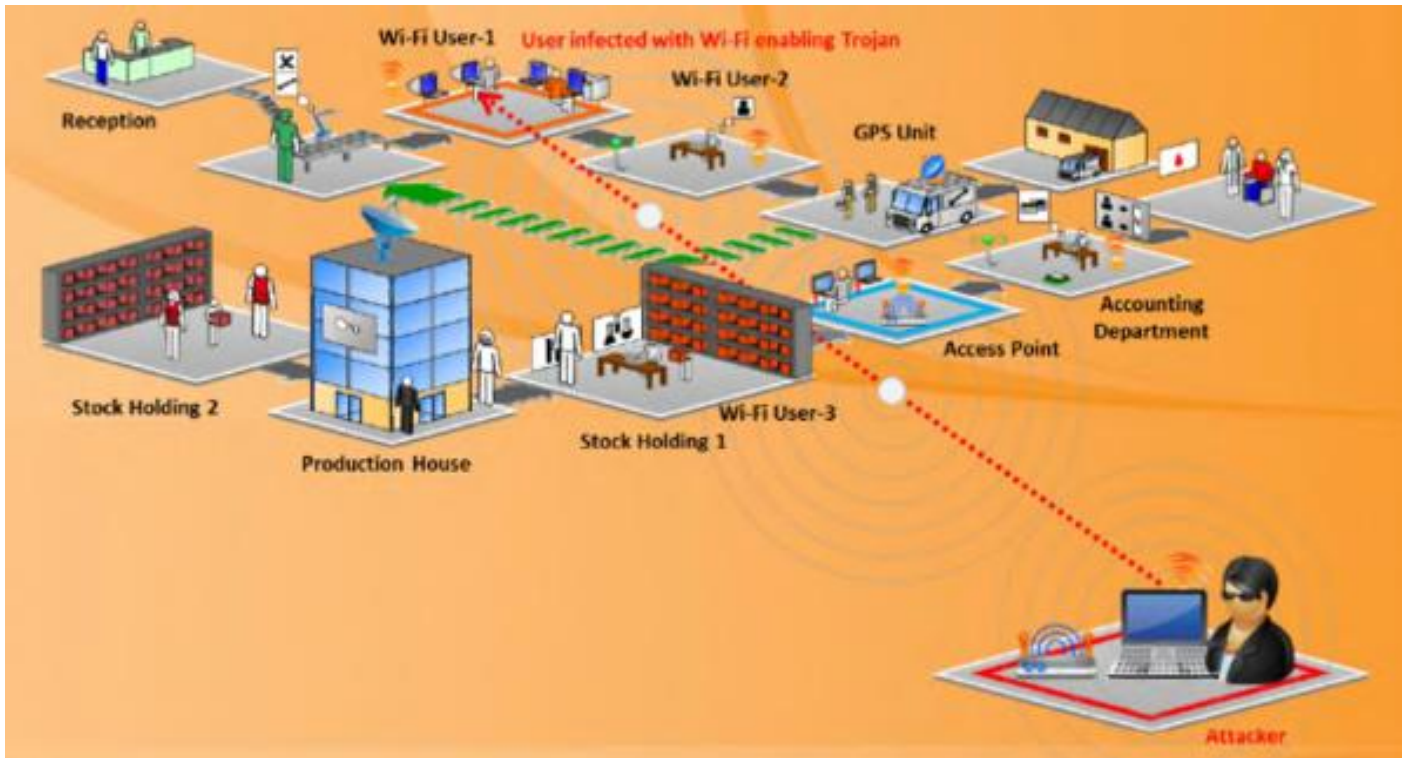 Wi-Fi User-1
User infected with Wi-Fi enabling Trojan
Wi-Fi User-2
Reception
GPS Unit
Accounting
Department
Access Point
Stock Holding 2
Wi-Fi User-3
Stock Holding 1
Production House
Attacker